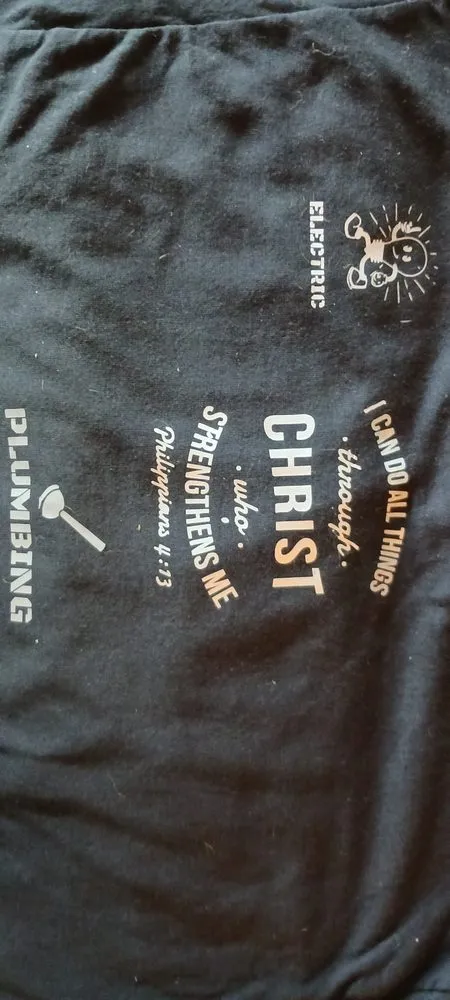 ELECTRIC
I CAN DO ALL THINGS
· through ·
CHRIST
· who ·
STRENGTHENS ME
Philippians 4:13
PLUMBING